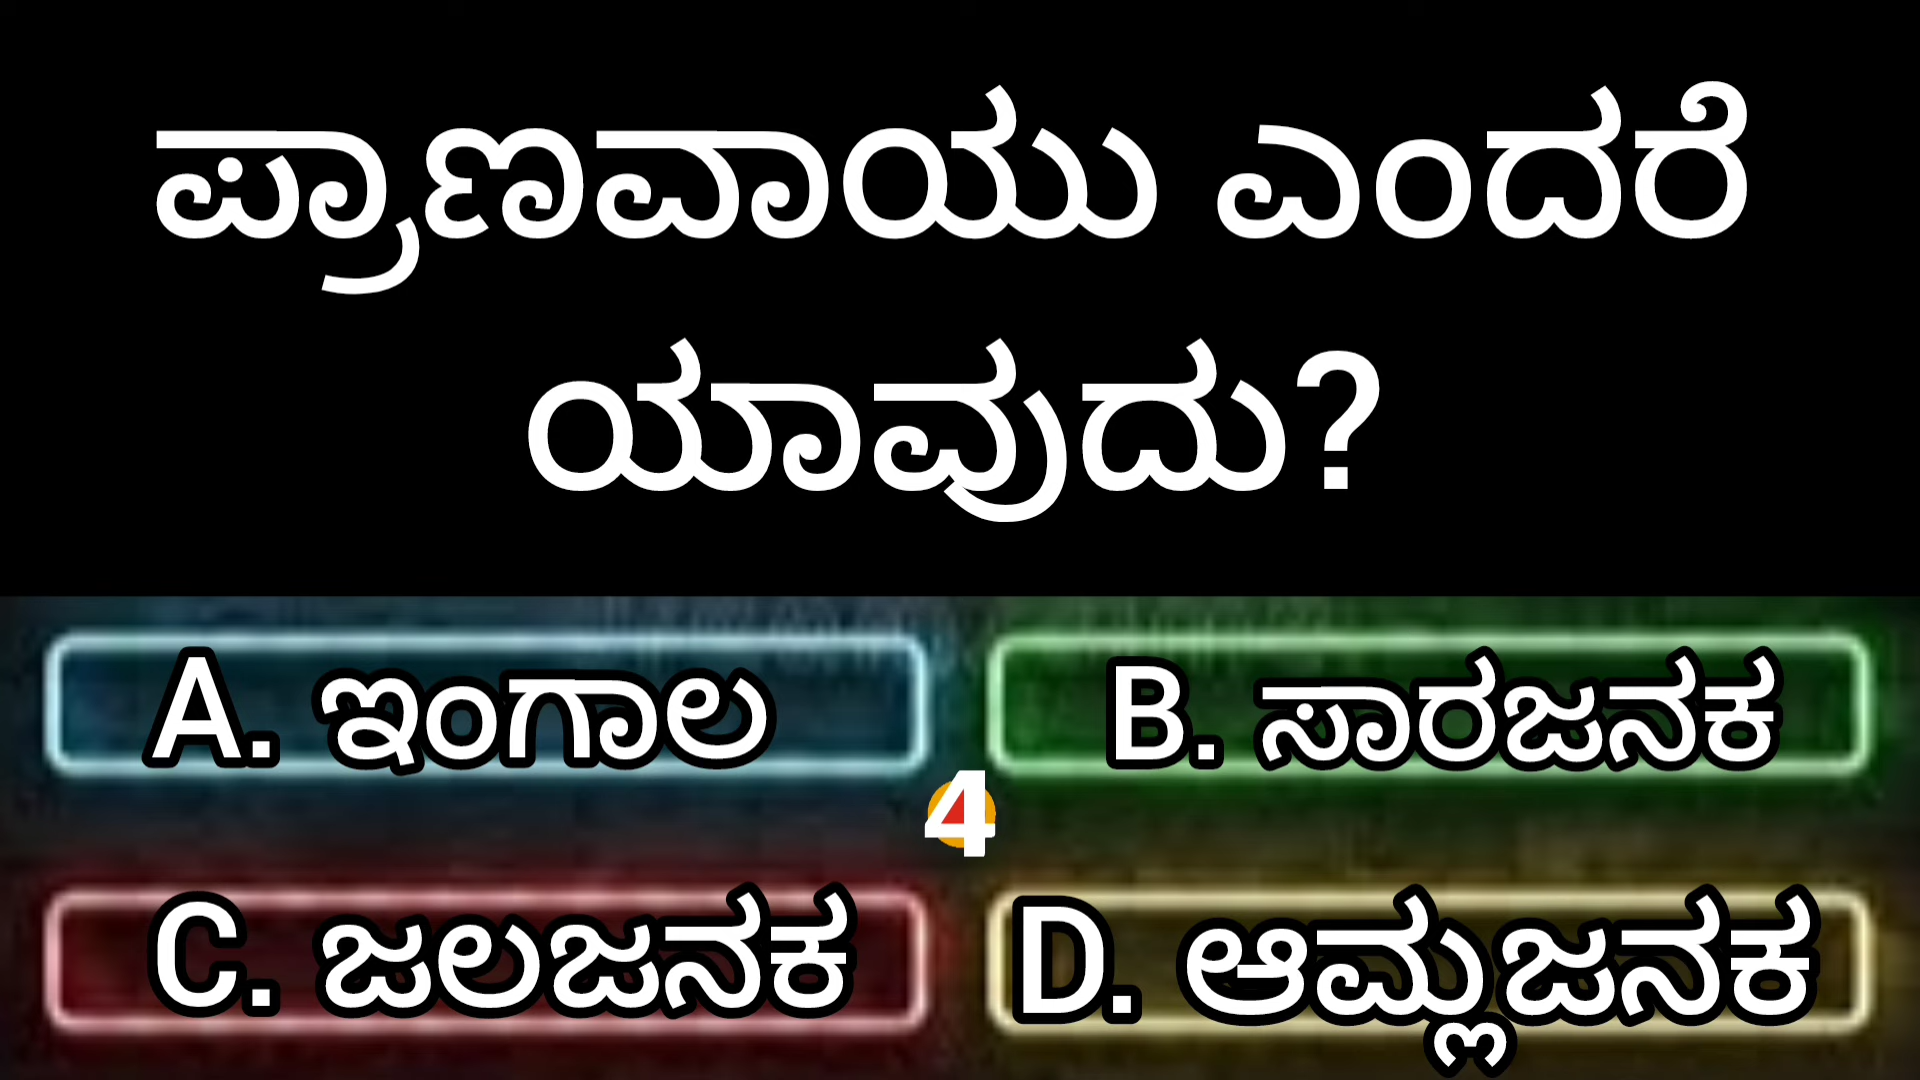 ಪ್ರಾಣವಾಯು ಎಂದರೆ
ಯಾವುದು?
A. ಇಂಗಾಲ
B. ಸಾರಜನಕ
4
C. ಜಲಜನಕ
D. ಆಮ್ಲಜನಕ